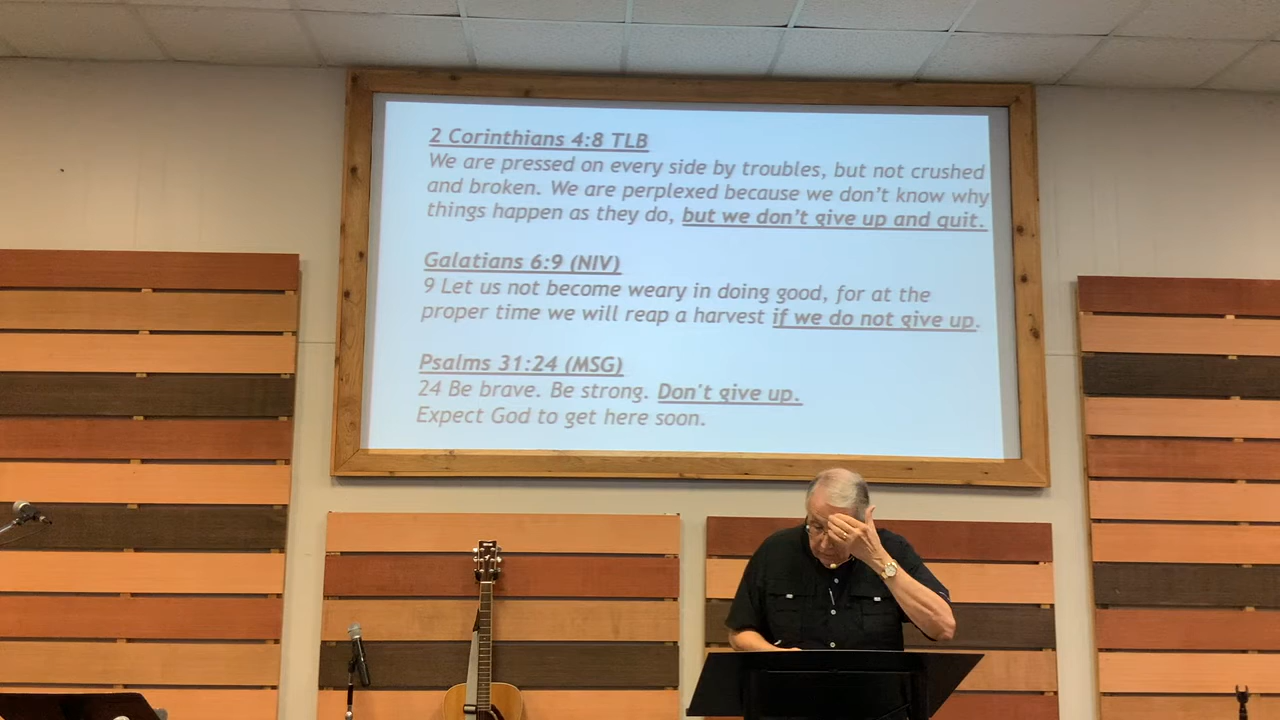 2 Corinthians 4:8 TLB
We are pressed on every side by troubles, but not crushed
and broken. We are perplexed because we don't know why
things happen as they do, but we don't give up and quit.
Galatians 6:9 (NIV)
9 Let us not become weary in doing good, for at the
proper time we will reap a harvest if we do not give up.
Psalms 31:24 (MSG)
24 Be brave. Be strong. Don't give up.
Expect God to get here soon.